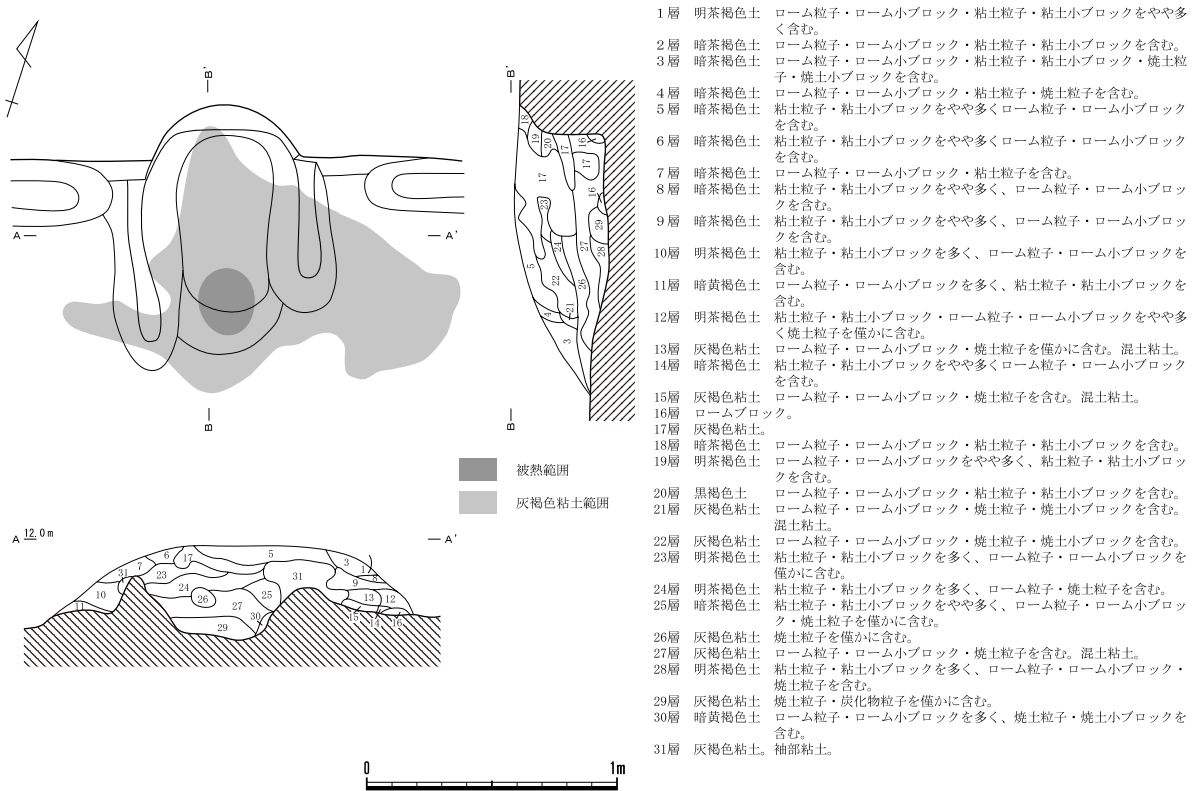 B'
B'
A
A'
B
B
被熱範囲
灰褐色粘土範囲
A 12.0m
A'
18
19
20
17
16
17
17
16
23
29
24
27
28
5
22
26
21
4
3
6
17
5
7
31
23
3
1
8
9
31
10
24
25
26
13
12
11
27
30
29
15
14
16
0
1m
1層 明茶褐色土 ローム粒子・ローム小ブロック・粘土粒子・粘土小ブロックをやや多
く含む。
2層 暗茶褐色土 ローム粒子・ローム小ブロック・粘土粒子・粘土小ブロックを含む。
3層 暗茶褐色土 ローム粒子・ローム小ブロック・粘土粒子・粘土小ブロック・焼土粒
子・焼土小ブロックを含む。
4層 暗茶褐色土 ローム粒子・ローム小ブロック・粘土粒子・焼土粒子を含む。
5層 暗茶褐色土 粘土粒子・粘土小ブロックをやや多くローム粒子・ローム小ブロック
を含む。
6層 暗茶褐色土 粘土粒子・粘土小ブロックをやや多くローム粒子・ローム小ブロック
を含む。
7層 暗茶褐色土 ローム粒子・ローム小ブロック・粘土粒子を含む。
8層 暗茶褐色土 粘土粒子・粘土小ブロックをやや多く、ローム粒子・ローム小ブロッ
クを含む。
9層 暗茶褐色土 粘土粒子・粘土小ブロックをやや多く、ローム粒子・ローム小ブロッ
クを含む。
10層 明茶褐色土 粘土粒子・粘土小ブロックを多く、ローム粒子・ローム小ブロックを
含む。
11層 暗黄褐色土 ローム粒子・ローム小ブロックを多く、粘土粒子・粘土小ブロックを
含む。
12層 明茶褐色土 粘土粒子・粘土小ブロック・ローム粒子・ローム小ブロックをやや多
く焼土粒子を僅かに含む。
13層 灰褐色粘土 ローム粒子・ローム小ブロック・焼土粒子を僅かに含む。混土粘土。
14層 暗茶褐色土 粘土粒子・粘土小ブロックをやや多くローム粒子・ローム小ブロック
を含む。
15層 灰褐色粘土 ローム粒子・ローム小ブロック・焼土粒子を含む。混土粘土。
16層 ロームブロック。
17層 灰褐色粘土。
18層 暗茶褐色土 ローム粒子・ローム小ブロック・粘土粒子・粘土小ブロックを含む。
19層 明茶褐色土 ローム粒子・ローム小ブロックをやや多く、粘土粒子・粘土小ブロッ
クを含む。
20層 黒褐色土 ローム粒子・ローム小ブロック・粘土粒子・粘土小ブロックを含む。
21層 灰褐色粘土 ローム粒子・ローム小ブロック・焼土粒子・焼土小ブロックを含む。
混土粘土。
22層 灰褐色粘土 ローム粒子・ローム小ブロック・焼土粒子・焼土小ブロックを含む。
23層 明茶褐色土 粘土粒子・粘土小ブロックを多く、ローム粒子・ローム小ブロックを
僅かに含む。
24層 明茶褐色土 粘土粒子・粘土小ブロックを多く、ローム粒子・焼土粒子を含む。
25層 暗茶褐色土 粘土粒子・粘土小ブロックをやや多く、ローム粒子・ローム小ブロッ
ク・焼土粒子を僅かに含む。
26層 灰褐色粘土 焼土粒子を僅かに含む。
27層 灰褐色粘土 ローム粒子・ローム小ブロック・焼土粒子を含む。混土粘土。
28層 明茶褐色土 粘土粒子・粘土小ブロックを多く、ローム粒子・ローム小ブロック・
焼土粒子を含む。
29層 灰褐色粘土 焼土粒子・炭化物粒子を僅かに含む。
30層 暗黄褐色土 ローム粒子・ローム小ブロックを多く、焼土粒子・焼土小ブロックを
含む。
31層 灰褐色粘土。袖部粘土。